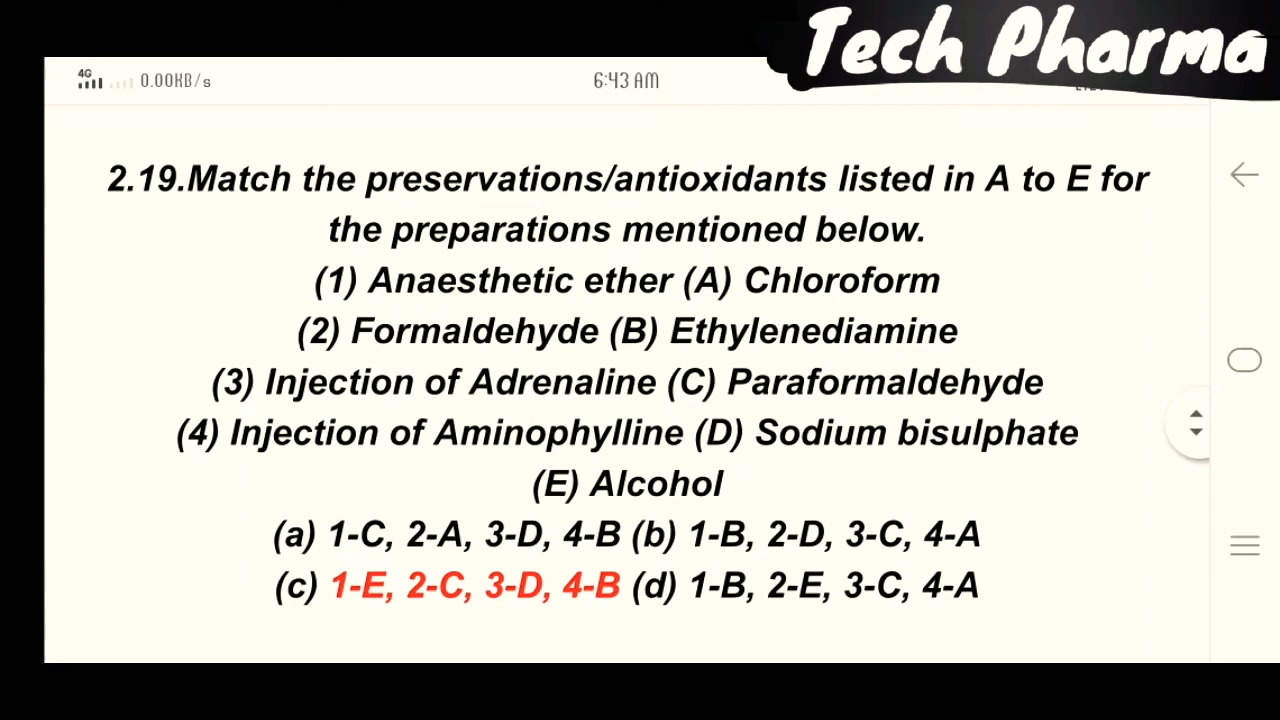 Tech Pharma
4G 0.00KB/s 6:43 AM
2.19.Match the preservations/antioxidants listed in A to E for
the preparations mentioned below.
(1) Anaesthetic ether (A) Chloroform
(2) Formaldehyde (B) Ethylenediamine
(3) Injection of Adrenaline (C) Paraformaldehyde
(4) Injection of Aminophylline (D) Sodium bisulphate
(E) Alcohol
(a) 1-C, 2-A, 3-D, 4-B (b) 1-B, 2-D, 3-C, 4-A
(c) 1-E, 2-C, 3-D, 4-B (d) 1-B, 2-E, 3-C, 4-A